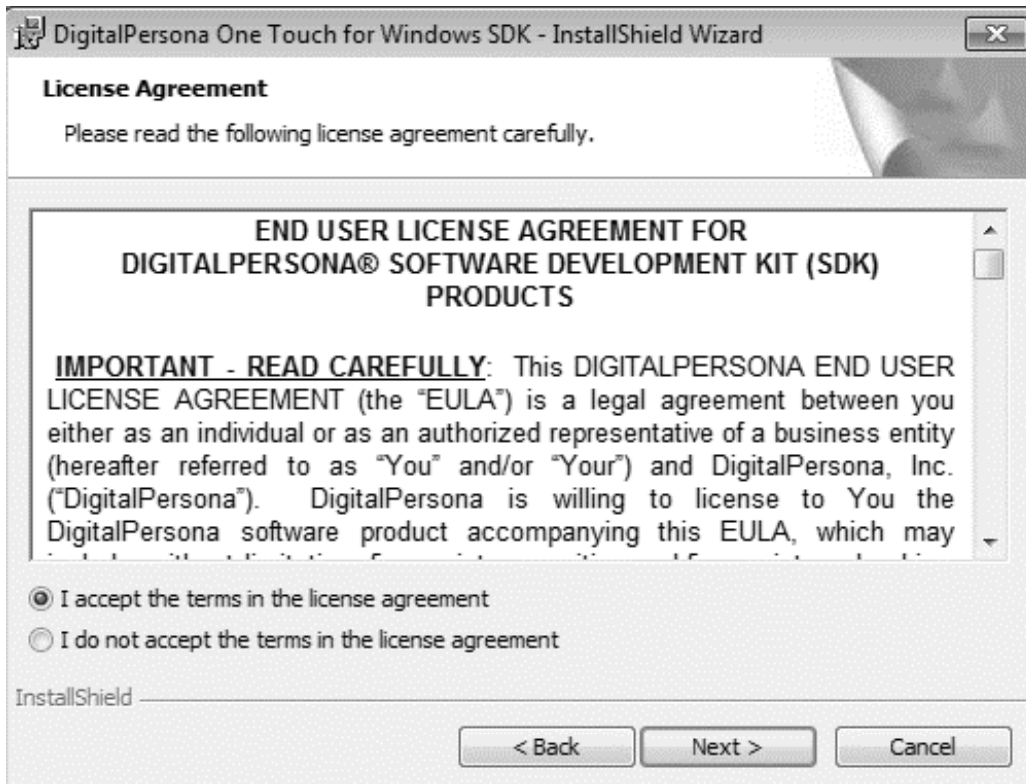 DigitalPersona One Touch for Windows SDK - InstallShield Wizard
License Agreement
Please read the following license agreement carefully.
END USER LICENSE AGREEMENT FOR
DIGITALPERSONA® SOFTWARE DEVELOPMENT KIT (SDK)
PRODUCTS
IMPORTANT - READ CAREFULLY: This DIGITALPERSONA END USER
LICENSE AGREEMENT (the “EULA”) is a legal agreement between you
either as an individual or as an authorized representative of a business entity
(hereafter referred to as “You” and/or “Your”) and DigitalPersona, Inc.
(“DigitalPersona”). DigitalPersona is willing to license to You the
DigitalPersona software product accompanying this EULA, which may
I accept the terms in the license agreement
I do not accept the terms in the license agreement
InstallShield
< Back Next > Cancel